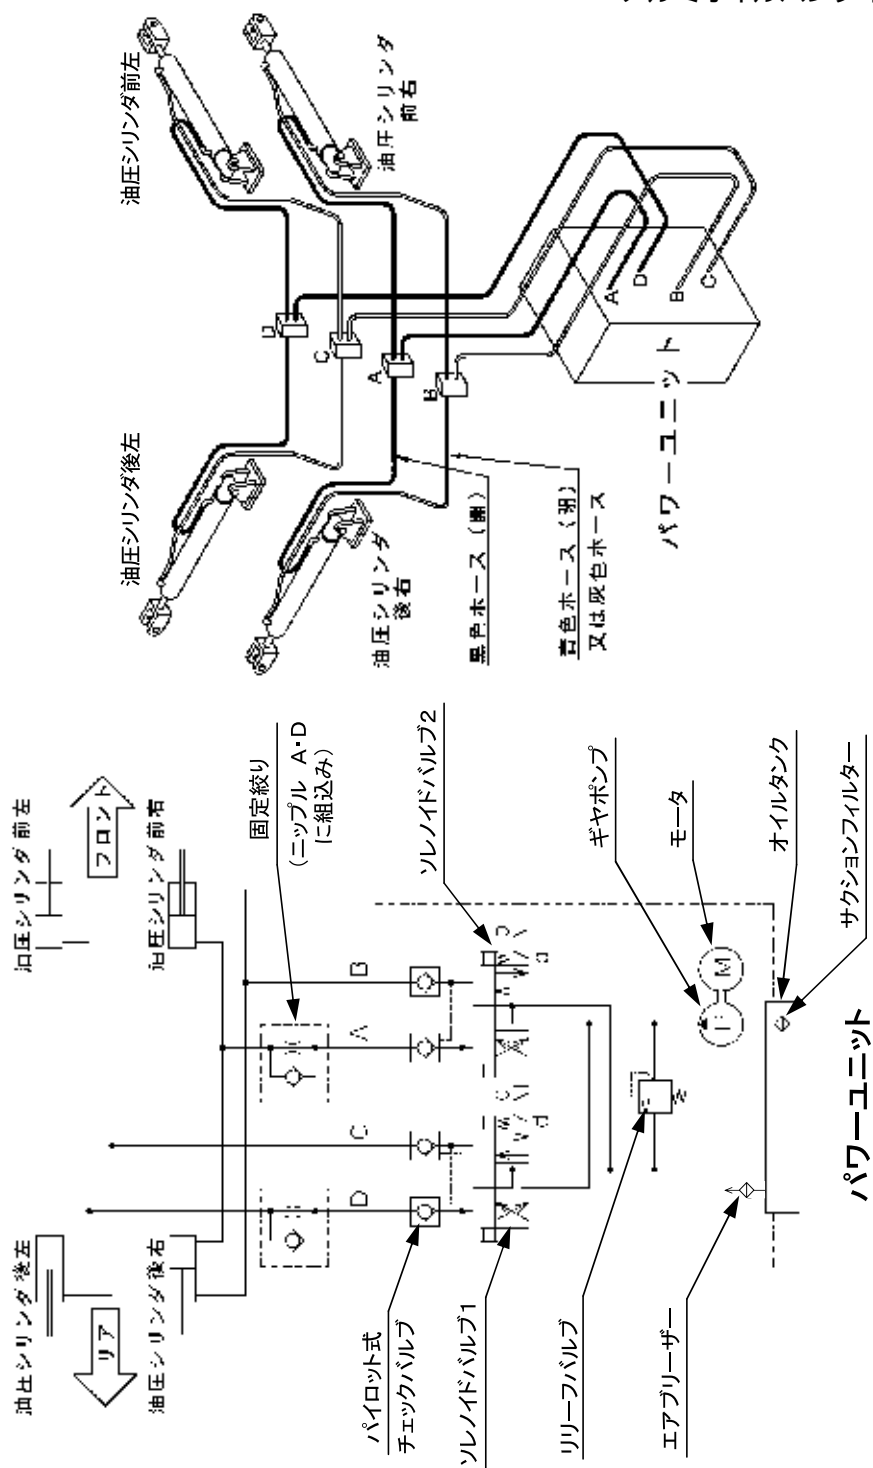 油圧シリンダ前左
油圧シリンダ
前右
油圧シリンダ後左
油圧シリンダ
後右
D
C
A
B
A
D
B
C
パワーユニット
黒色ホース（開）
青色ホース（閉）
又は灰色ホース
油圧シリンダ 前左
フロント
油圧シリンダ 前右
油圧シリンダ 後左
リア
油圧シリンダ 後右
固定絞り
(ニップル A・D
に組込み)
D
C
A
B
ソレノイドバルブ2
ギヤポンプ
モータ
M
オイルタンク
サクションフィルター
パイロット式
チェックバルブ
ソレノイドバルブ1
リリーフバルブ
エアブリーザー
パワーユニット